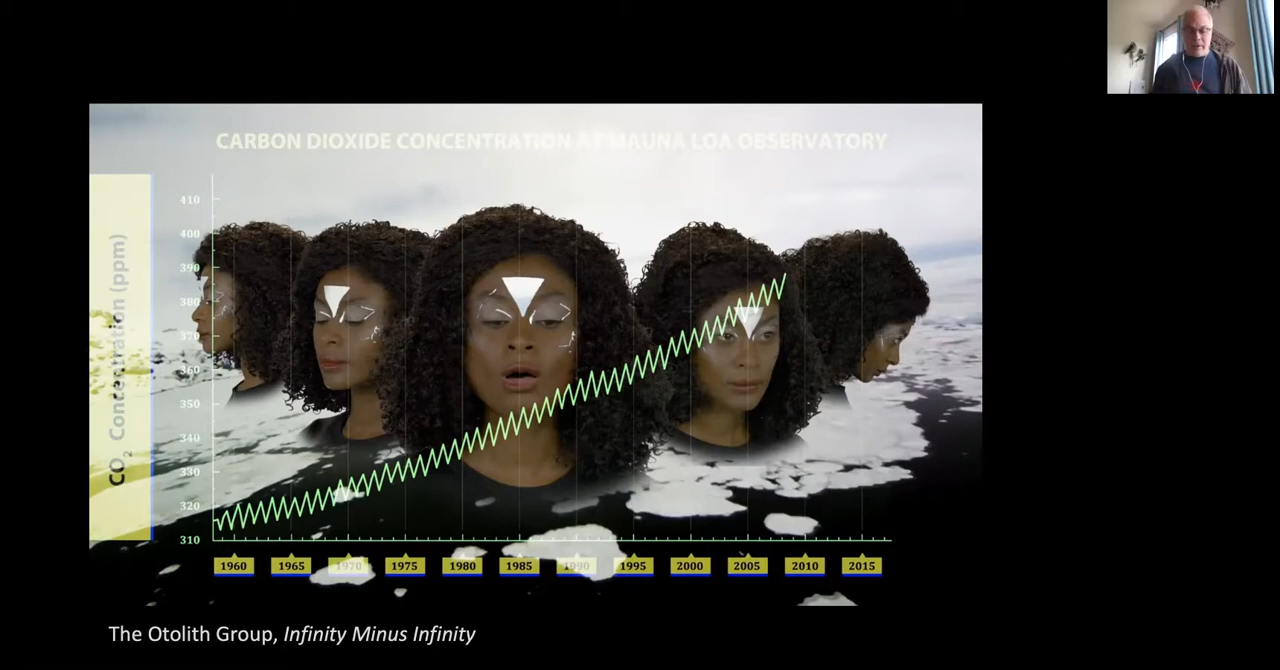 CARBON DIOXIDE CONCENTRATION AT MAUNA LOA OBSERVATORY
CO₂ Concentration (ppm)
410
400
390
380
370
360
350
340
330
320
310
1960 1965 1970 1975 1980 1985 1990 1995 2000 2005 2010 2015
The Otolith Group, Infinity Minus Infinity